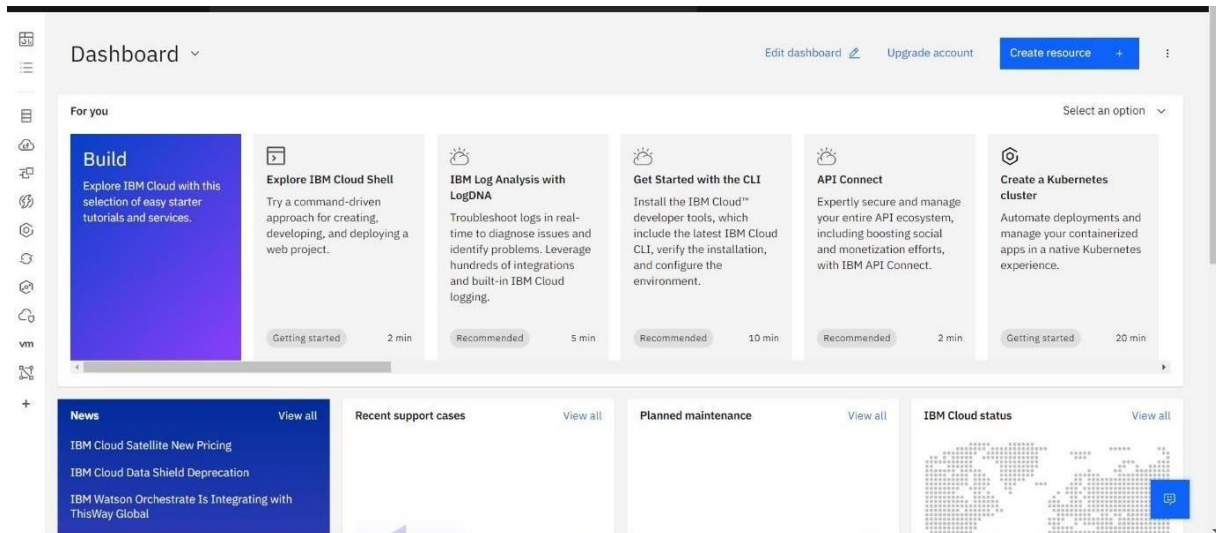 Dashboard
Edit dashboard
Upgrade account
Create resource +
For you
Select an option
Build
Explore IBM Cloud with this
selection of easy starter
tutorials and services.
Explore IBM Cloud Shell
Try a command-driven
approach for creating,
developing, and deploying a
web project.
Getting started
2 min
IBM Log Analysis with
LogDNA
Troubleshoot logs in real-
time to diagnose issues and
identify problems. Leverage
hundreds of integrations
and built-in IBM Cloud
logging.
Recommended
5 min
Get Started with the CLI
Install the IBM Cloud™
developer tools, which
include the latest IBM Cloud
CLI, verify the installation,
and configure the
environment.
Recommended
10 min
API Connect
Expertly secure and manage
your entire API ecosystem,
including boosting social
and monetization efforts,
with IBM API Connect.
Recommended
2 min
Create a Kubernetes
cluster
Automate deployments and
manage your containerized
apps in a native Kubernetes
experience.
Getting started
20 min
vm
News
View all
IBM Cloud Satellite New Pricing
IBM Cloud Data Shield Deprecation
IBM Watson Orchestrate Is Integrating with
ThisWay Global
Recent support cases
View all
Planned maintenance
View all
IBM Cloud status
View all